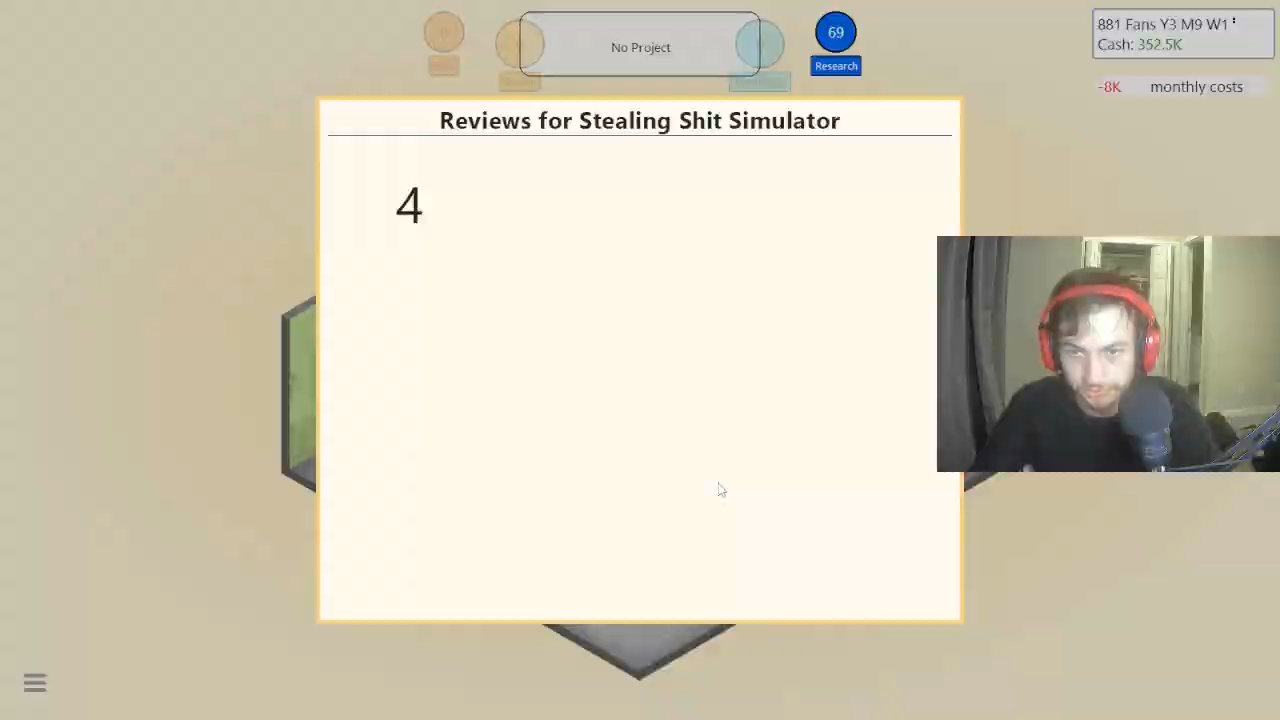 No Project
69
Research
881 Fans Y3 M9 W1
Cash: 352.5K
-8K monthly costs
Reviews for Stealing Shit Simulator
4